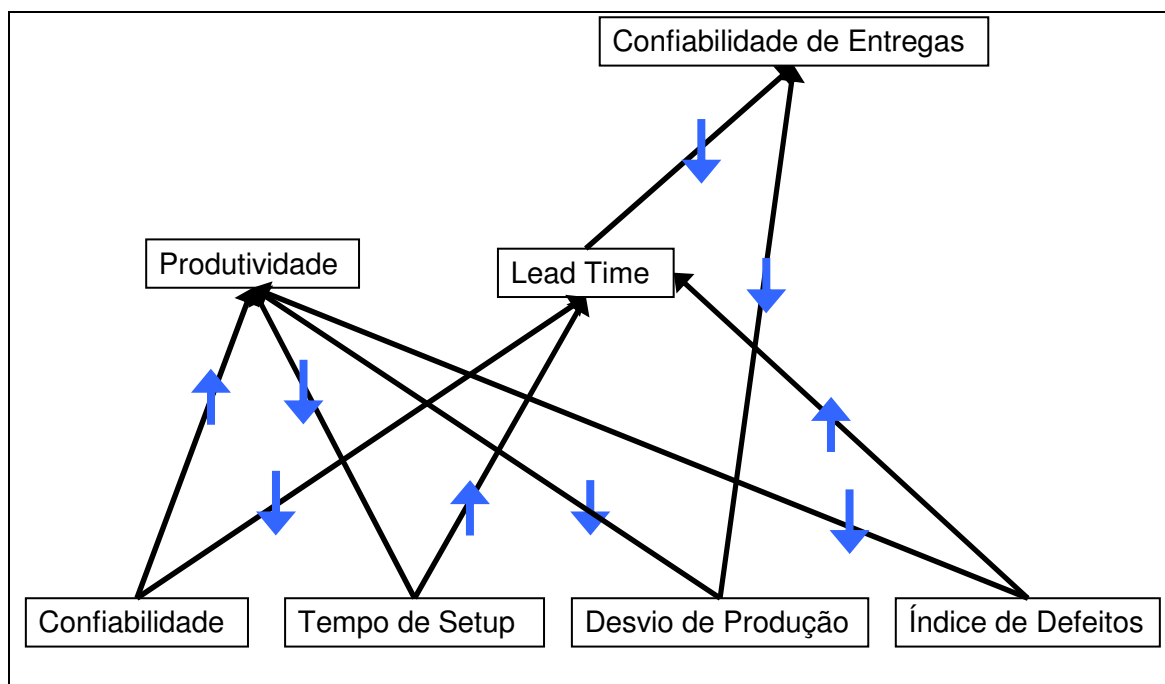 Confiabilidade de Entregas
Produtividade
Lead Time
Confiabilidade
Tempo de Setup
Desvio de Produção
Índice de Defeitos